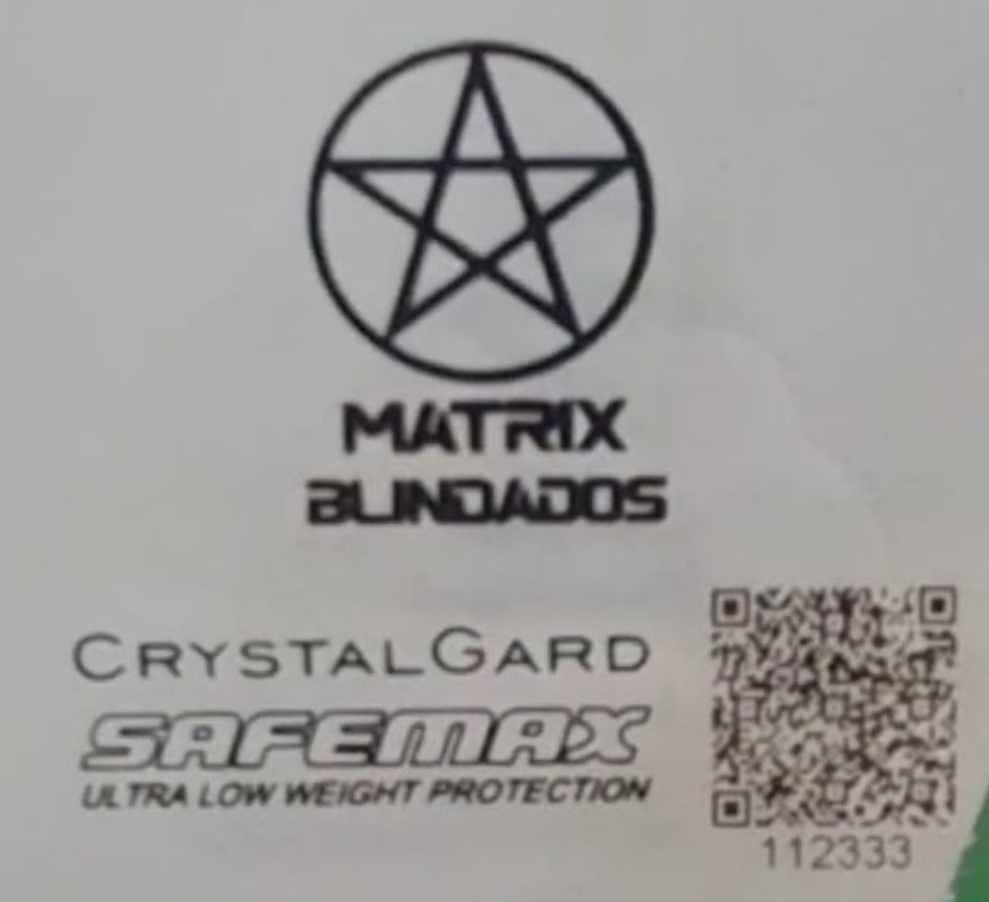 MATRIX
BLINDADOS
CRYSTALGARD
SAFEMAX
ULTRA LOW WEIGHT PROTECTION
112333